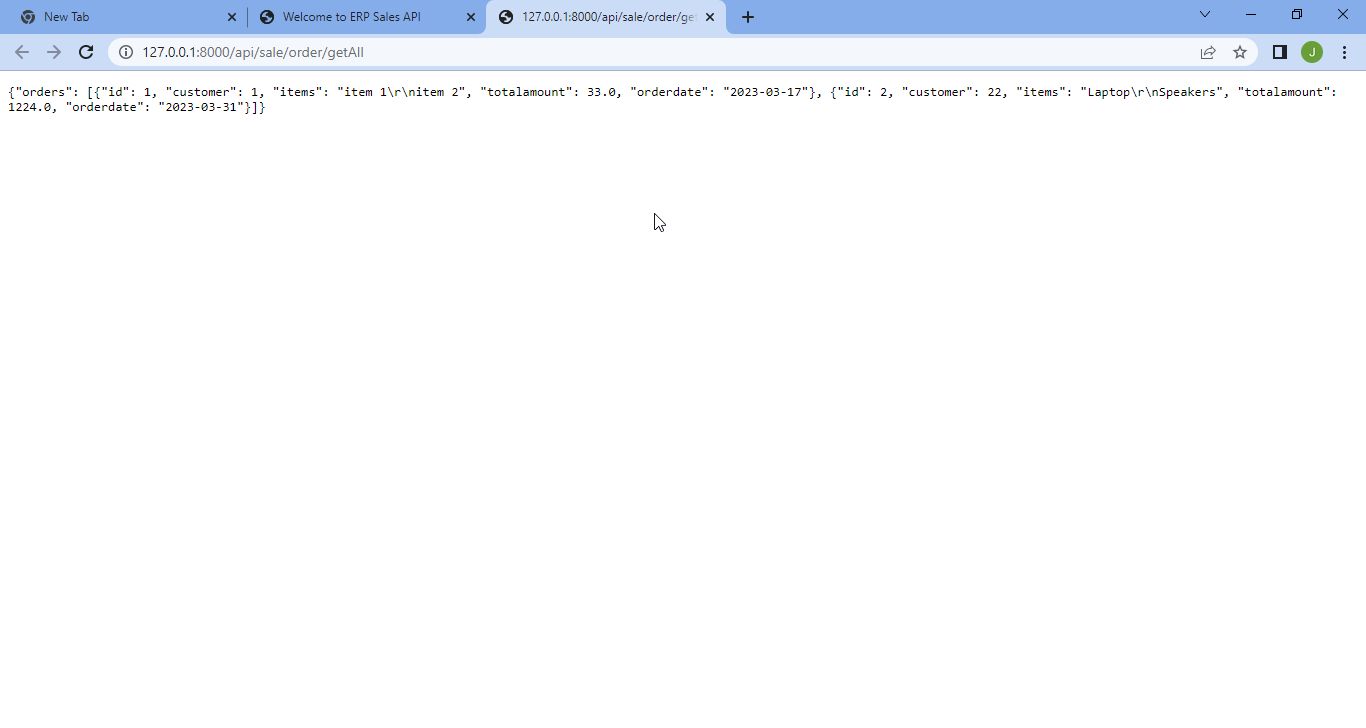 New Tab
Welcome to ERP Sales API
127.0.0.1:8000/api/sale/order/get
127.0.0.1:8000/api/sale/order/getAll
J
{"orders": [{"id": 1, "customer": 1, "items": "item 1\r\nitem 2", "totalamount": 33.0, "orderdate": "2023-03-17"}, {"id": 2, "customer": 22, "items": "Laptop\r\nSpeakers", "totalamount":
1224.0, "orderdate": "2023-03-31"}]}